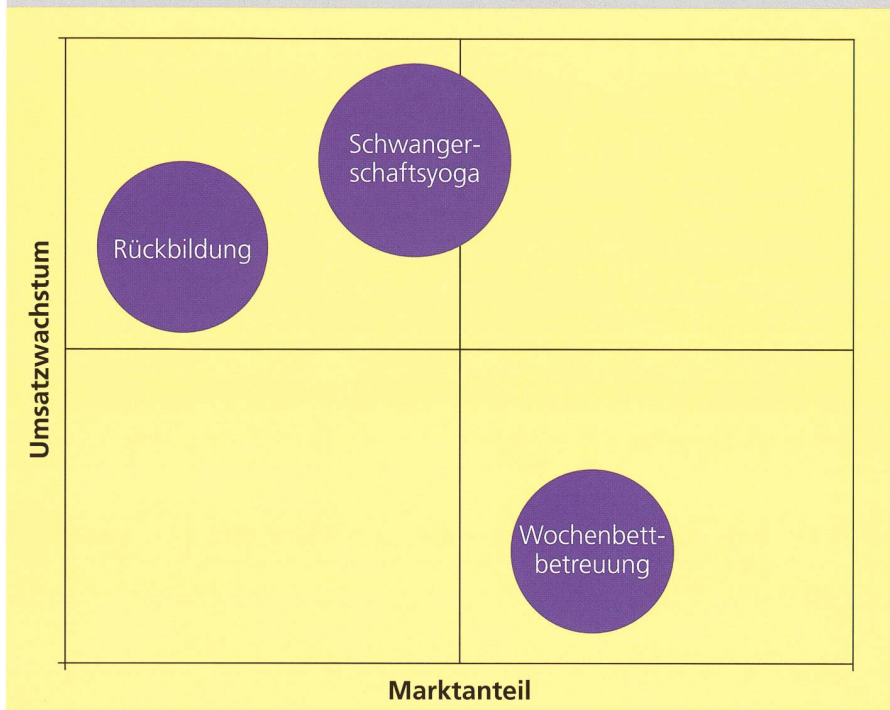 Schwanger-
schaftsyoga
Rückbildung
Umsatzwachstum
Wochenbett-
betreuung
Marktanteil